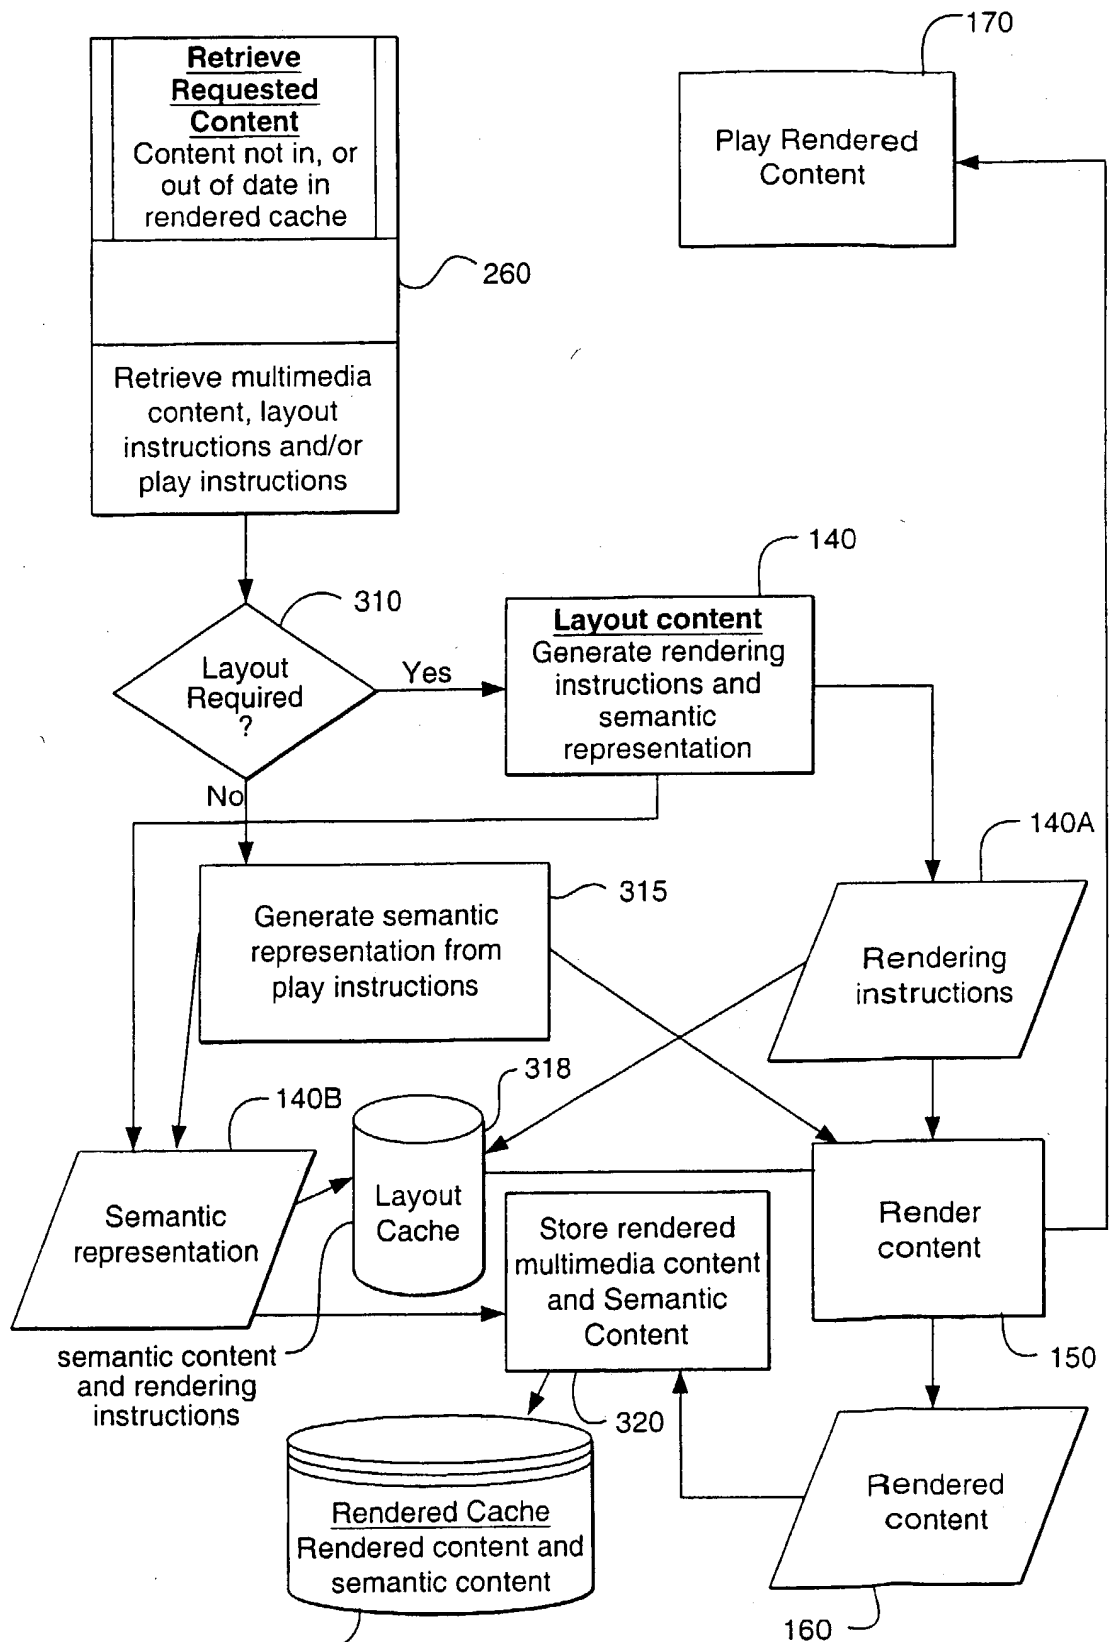 170
Retrieve
Requested
Content
Content not in, or
out of date in
rendered cache
Play Rendered
Content
260
Retrieve multimedia
content, layout
instructions and/or
play instructions
310
Layout
Required
?
Yes
No
140
Layout content
Generate rendering
instructions and
semantic
representation
140A
Rendering
instructions
315
Generate semantic
representation from
play instructions
140B
Semantic
representation
318
Layout
Cache
semantic content
and rendering
instructions
Store rendered
multimedia content
and Semantic
Content
320
Render
content
150
Rendered Cache
Rendered content and
semantic content
Rendered
content
160